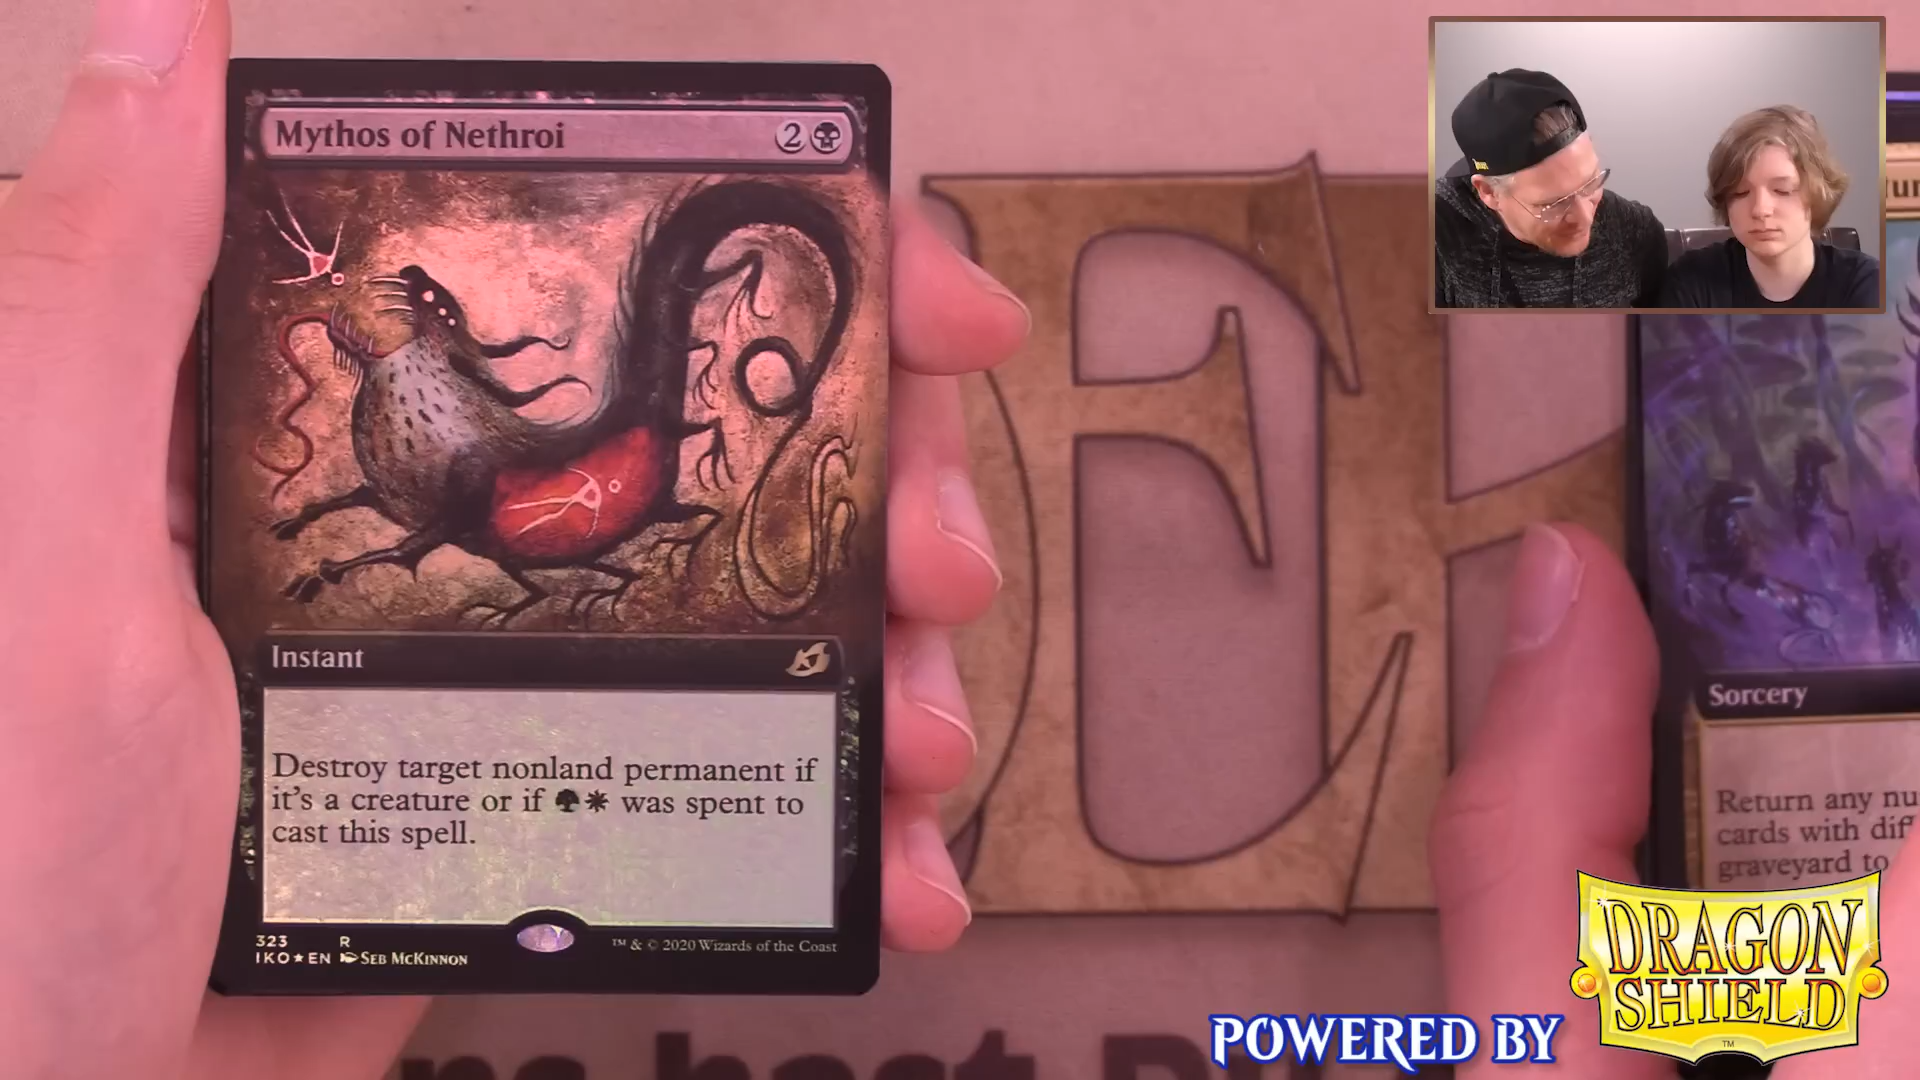 Mythos of Nethroi 2
Instant
Destroy target nonland permanent if
it's a creature or if was spent to
cast this spell.
323 R
IKO★EN SEB MCKINNON
™ & © 2020 Wizards of the Coast
Sorcery
Return any
cards with
graveyard to
POWERED BY
DRAGON
SHIELD
™